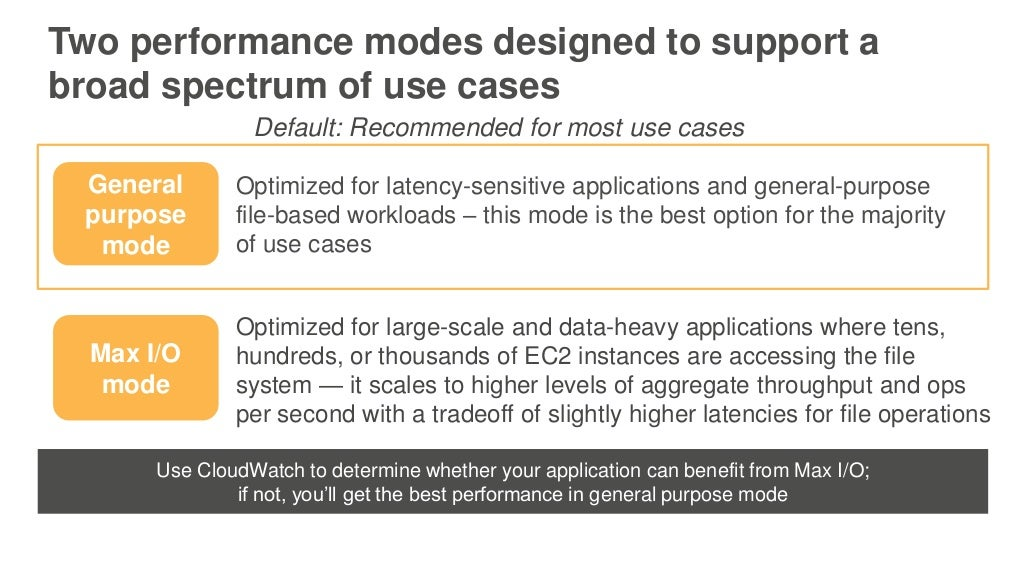 Two performance modes designed to support a
broad spectrum of use cases
Default: Recommended for most use cases
General
purpose
mode
Optimized for latency-sensitive applications and general-purpose
file-based workloads – this mode is the best option for the majority
of use cases
Max I/O
mode
Optimized for large-scale and data-heavy applications where tens,
hundreds, or thousands of EC2 instances are accessing the file
system — it scales to higher levels of aggregate throughput and ops
per second with a tradeoff of slightly higher latencies for file operations
Use CloudWatch to determine whether your application can benefit from Max I/O;
if not, you’ll get the best performance in general purpose mode